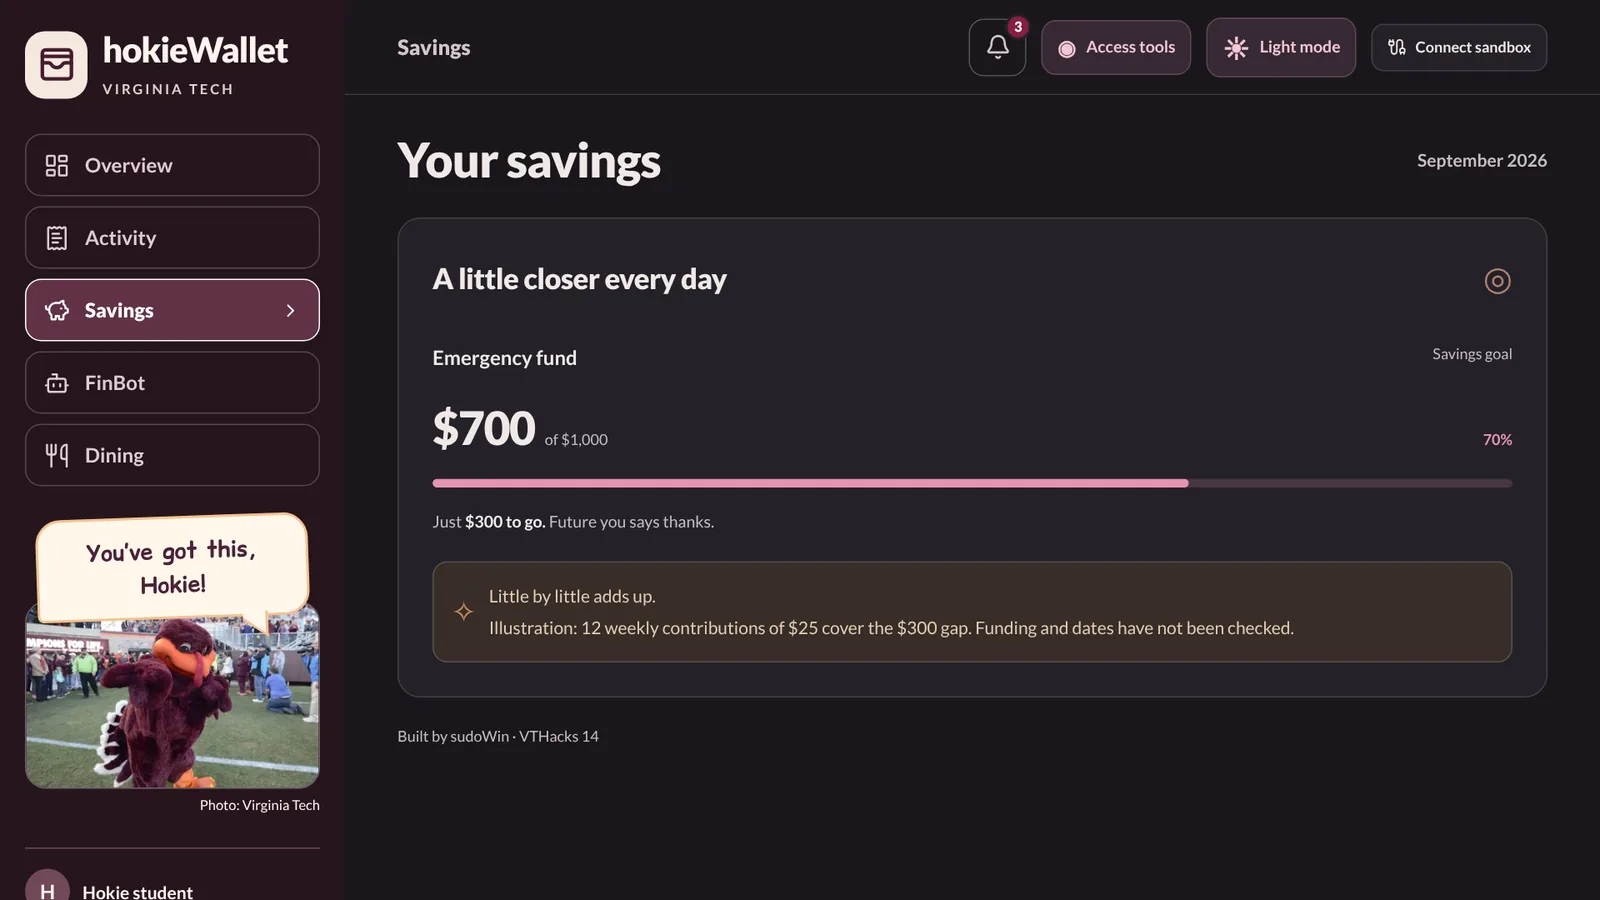 hokieWallet
VIRGINIA TECH
Overview
Activity
Savings
FinBot
Dining
You've got this,
Hokie!
MPIONS FOR LIFE.
Photo: Virginia Tech
H
Hokie student
Savings
3
Access tools
Light mode
Connect sandbox
Your savings
September 2026
A little closer every day
Emergency fund
Savings goal
$700 of $1,000
70%
Just $300 to go. Future you says thanks.
Little by little adds up.
Illustration: 12 weekly contributions of $25 cover the $300 gap. Funding and dates have not been checked.
Built by sudoWin · VTHacks 14